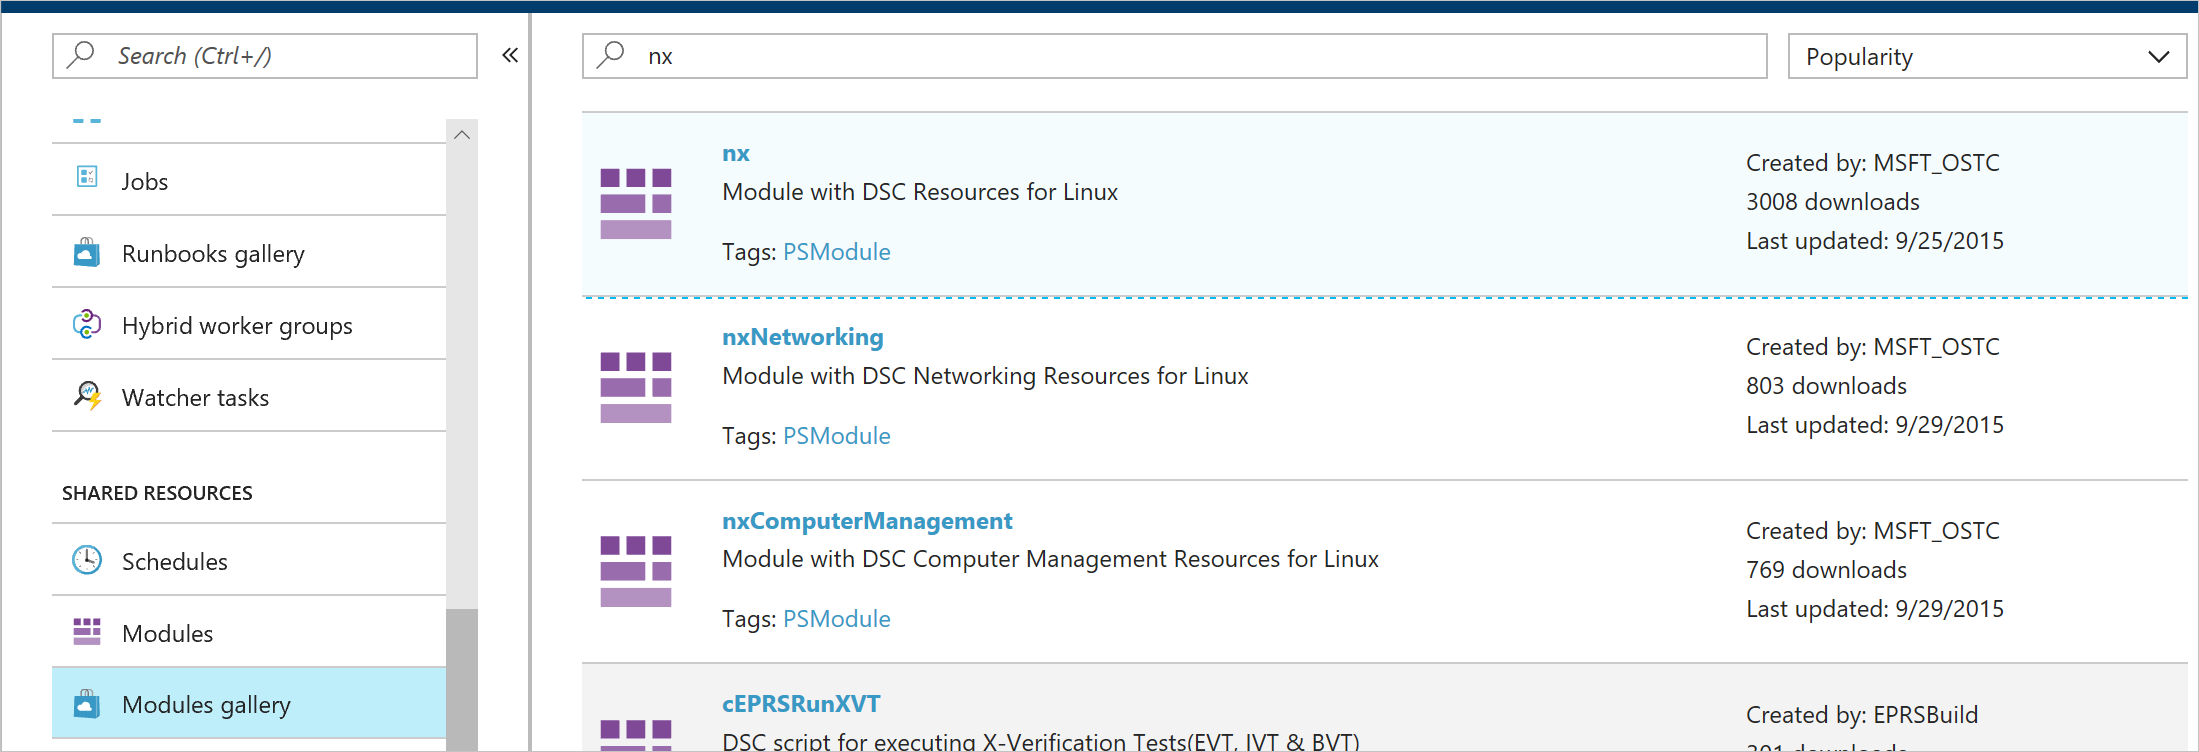 Search (Ctrl+/)
«
Jobs
Runbooks gallery
Hybrid worker groups
Watcher tasks
SHARED RESOURCES
Schedules
Modules
Modules gallery
nx
Popularity
nx
Module with DSC Resources for Linux
Tags: PSModule
Created by: MSFT_OSTC
3008 downloads
Last updated: 9/25/2015
nxNetworking
Module with DSC Networking Resources for Linux
Tags: PSModule
Created by: MSFT_OSTC
803 downloads
Last updated: 9/29/2015
nxComputerManagement
Module with DSC Computer Management Resources for Linux
Tags: PSModule
Created by: MSFT_OSTC
769 downloads
Last updated: 9/29/2015
cEPRSRunXVT
DSC script for executing X-Verification Tests(EVT, IVT & BVT)
Created by: EPRSBuild
301 downloads